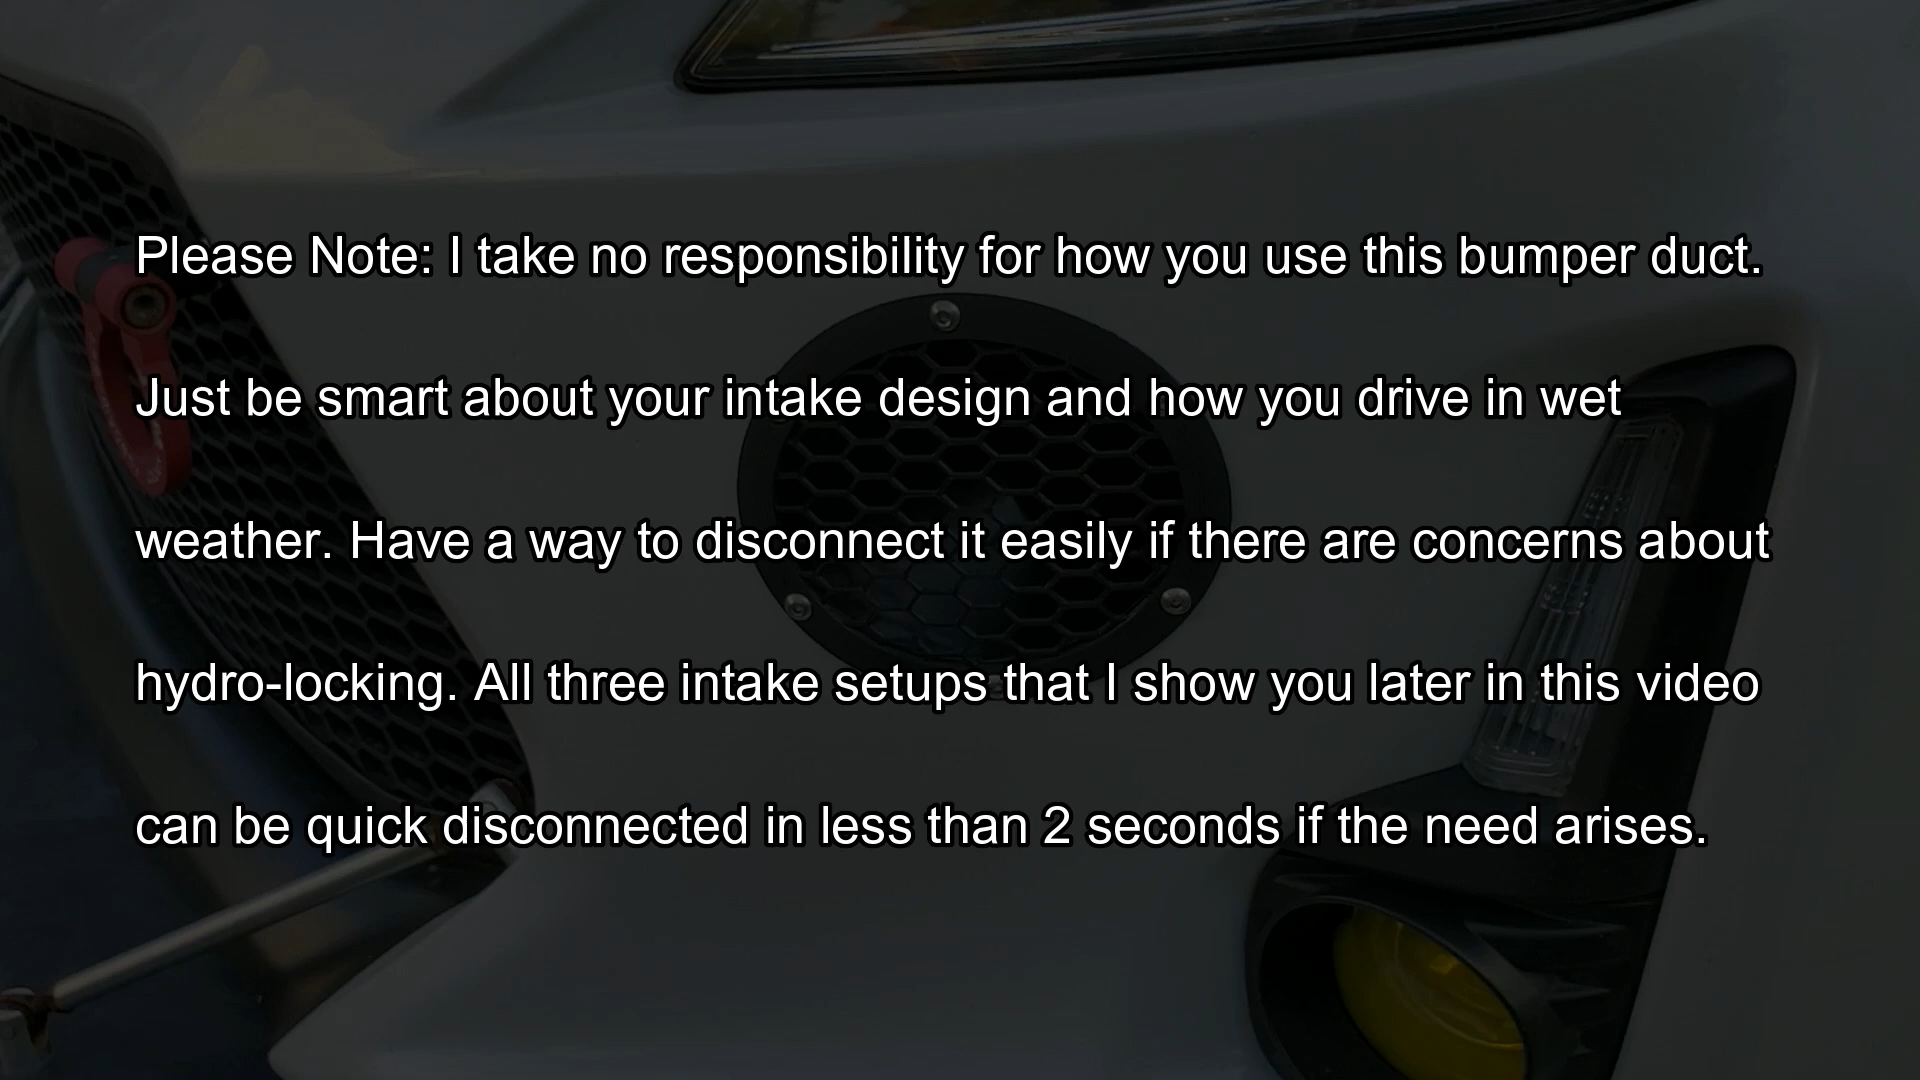 Please Note: I take no responsibility for how you use this bumper duct.
Just be smart about your intake design and how you drive in wet
weather. Have a way to disconnect it easily if there are concerns about
hydro-locking. All three intake setups that I show you later in this video
can be quick disconnected in less than 2 seconds if the need arises.